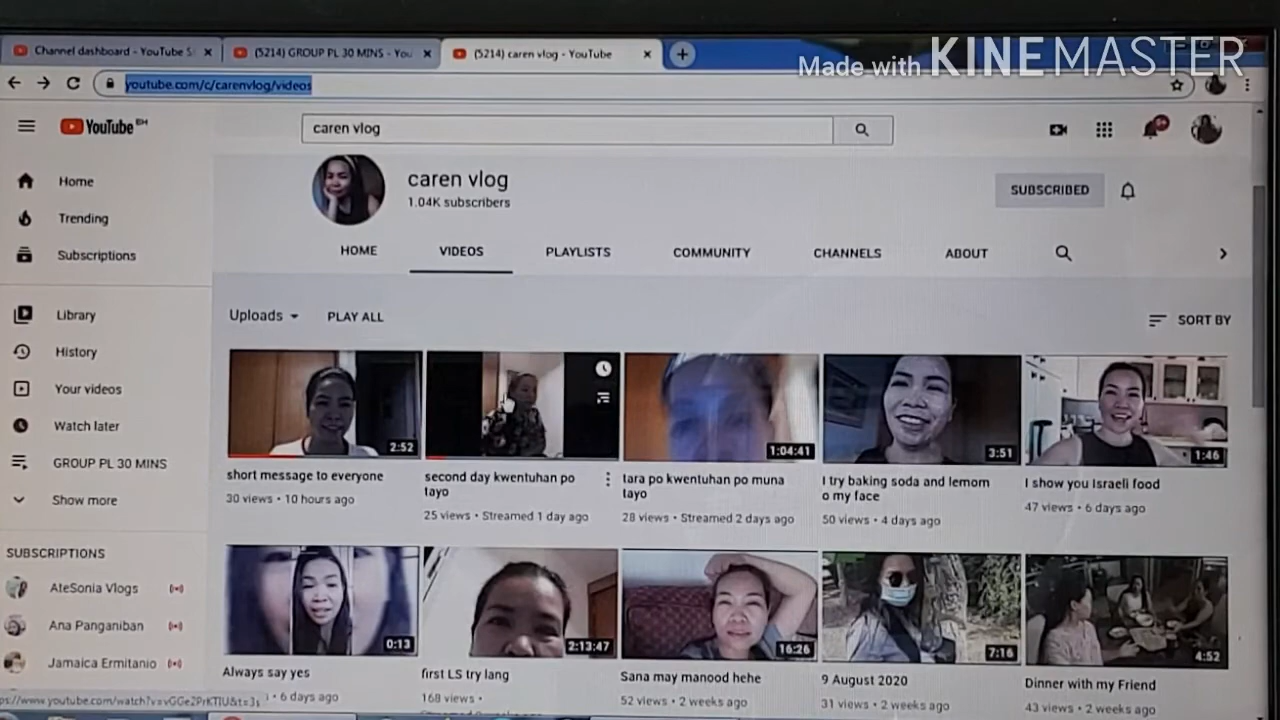 Channel dashboard - YouTube S
(5214) GROUP PL 30 MINS - You
(5214) caren vlog - YouTube
Made with KINEMASTER
youtube.com/c/carenvlog/videos
YouTube
caren vlog
9+
Home
Trending
Subscriptions
Library
History
Your videos
Watch later
GROUP PL 30 MINS
Show more
SUBSCRIPTIONS
AteSonia Vlogs
Ana Panganiban
Jamaica Ermitanio
caren vlog
1.04K subscribers
SUBSCRIBED
HOME
VIDEOS
PLAYLISTS
COMMUNITY
CHANNELS
ABOUT
Uploads
PLAY ALL
SORT BY
2:52
short message to everyone
30 views • 10 hours ago
second day kwentuhan po
tayo
25 views • Streamed 1 day ago
1:04:41
tara po kwentuhan po muna
tayo
28 views • Streamed 2 days ago
3:51
I try baking soda and lemom
o my face
50 views • 4 days ago
1:46
I show you Israeli food
47 views • 6 days ago
0:13
Always say yes
• 6 days ago
2:13:47
first LS try lang
168 views •
16:26
Sana may manood hehe
52 views • 2 weeks ago
7:16
9 August 2020
31 views • 2 weeks ago
4:52
Dinner with my Friend
43 views • 2 weeks ago